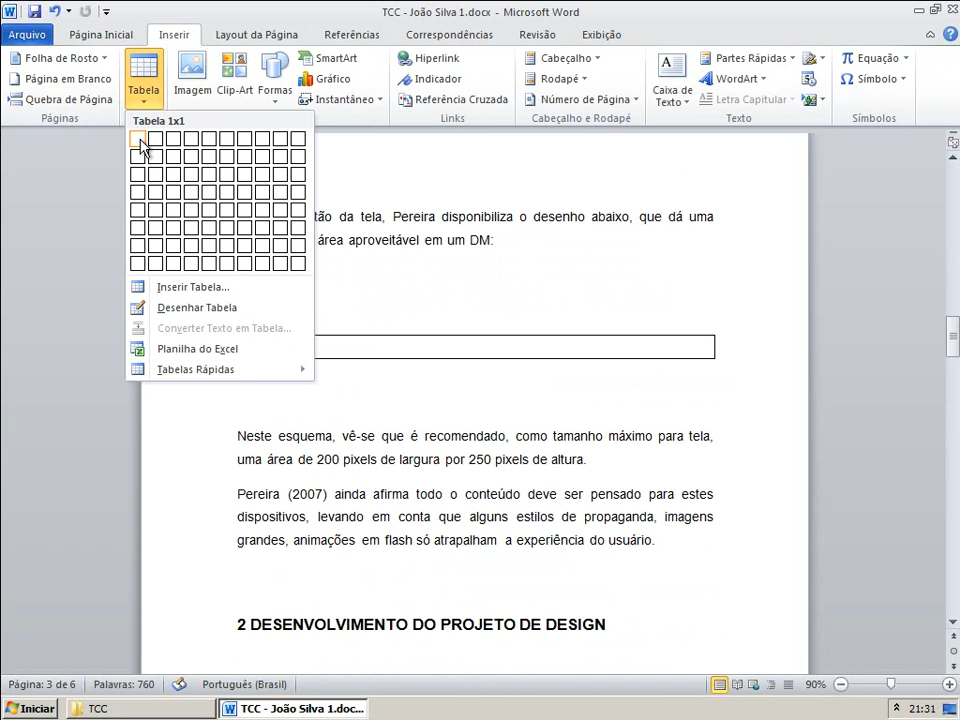 TCC - João Silva 1.docx - Microsoft Word
Arquivo Página Inicial Inserir Layout da Página Referências Correspondências Revisão Exibição
Folha de Rosto
Página em Branco
Quebra de Página
Páginas
Tabela
Imagem Clip-Art Formas
SmartArt
Gráfico
Instantâneo
Hiperlink
Indicador
Referência Cruzada
Links
Cabeçalho
Rodapé
Número de Página
Cabeçalho e Rodapé
Caixa de
Texto
Partes Rápidas
WordArt
Letra Capitular
Texto
Equação
Símbolo
Símbolos
Tabela 1x1
Inserir Tabela...
Desenhar Tabela
Converter Texto em Tabela...
Planilha do Excel
Tabelas Rápidas
tão da tela, Pereira disponibiliza o desenho abaixo, que dá uma
área aproveitável em um DM:
Neste esquema, vê-se que é recomendado, como tamanho máximo para tela,
uma área de 200 pixels de largura por 250 pixels de altura.
Pereira (2007) ainda afirma todo o conteúdo deve ser pensado para estes
dispositivos, levando em conta que alguns estilos de propaganda, imagens
grandes, animações em flash só atrapalham a experiência do usuário.
2 DESENVOLVIMENTO DO PROJETO DE DESIGN
Página: 3 de 6 Palavras: 760 Português (Brasil) 90%
Iniciar TCC TCC - João Silva 1.doc... 21:31